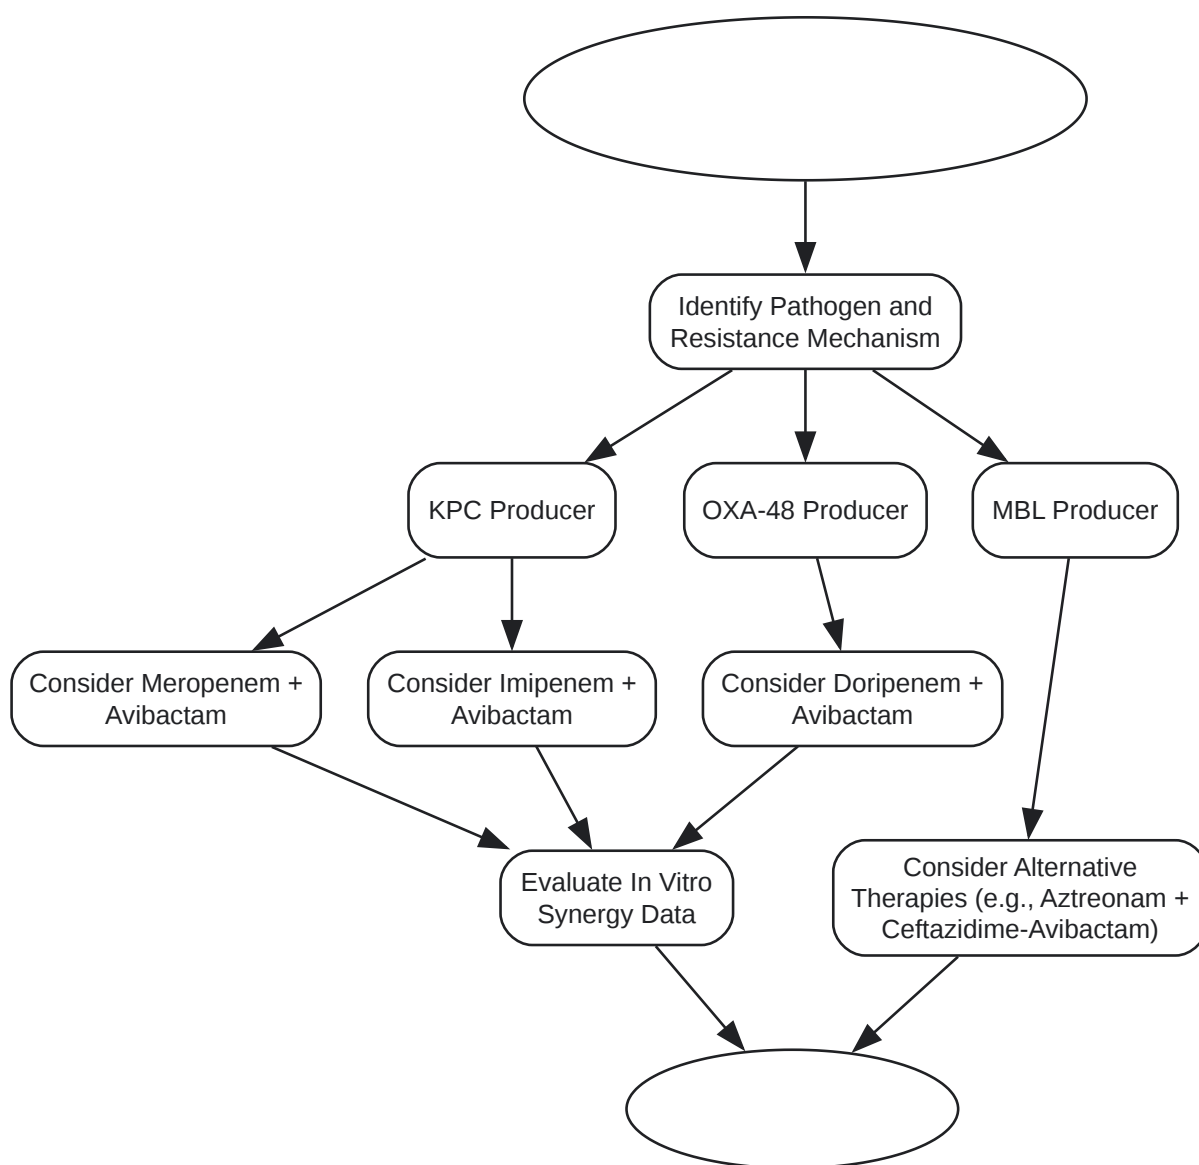 Identify Pathogen and
Resistance Mechanism
KPC Producer
OXA-48 Producer
MBL Producer
Consider Meropenem +
Avibactam
Consider Imipenem +
Avibactam
Consider Doripenem +
Avibactam
Evaluate In Vitro
Synergy Data
Consider Alternative
Therapies (e.g., Aztreonam +
Ceftazidime-Avibactam)